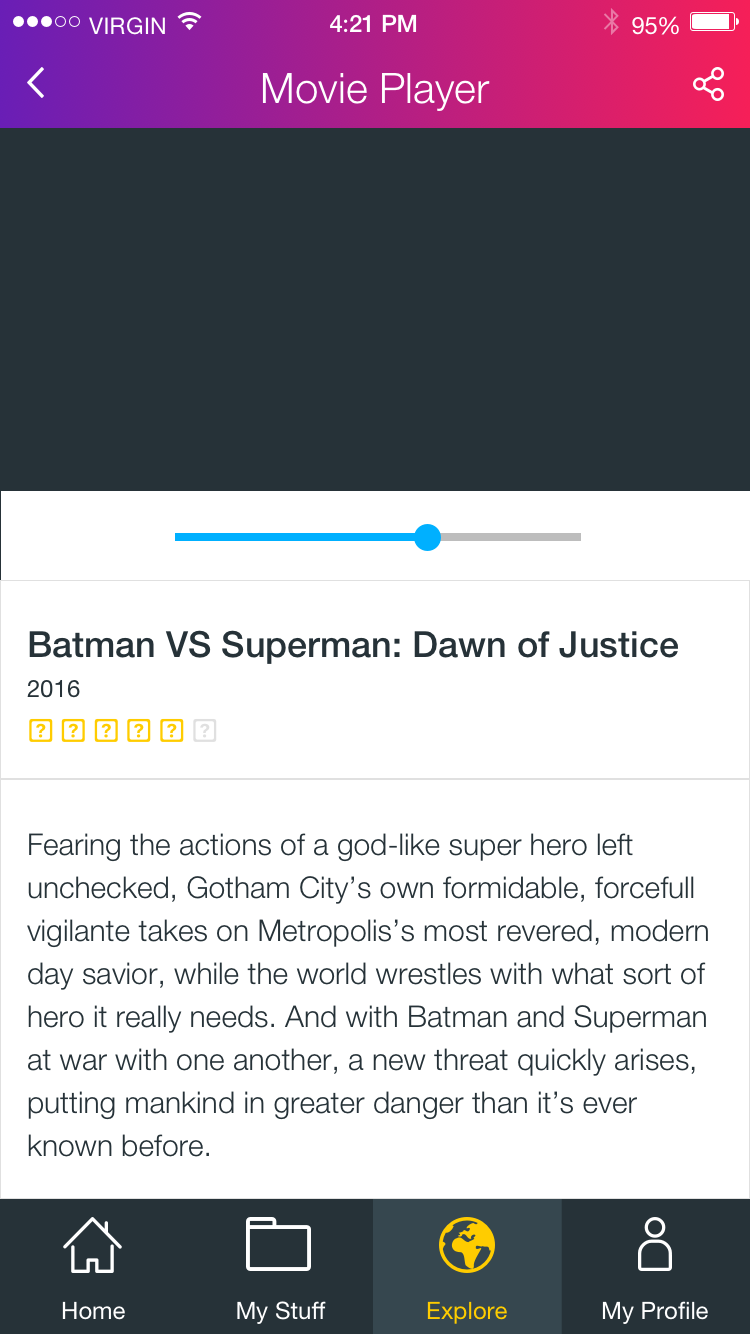 VIRGIN 4:21 PM 95%
Movie Player
Batman VS Superman: Dawn of Justice
2016
? ? ? ? ? ?
Fearing the actions of a god-like super hero left
unchecked, Gotham City’s own formidable, forcefull
vigilante takes on Metropolis’s most revered, modern
day savior, while the world wrestles with what sort of
hero it really needs. And with Batman and Superman
at war with one another, a new threat quickly arises,
putting mankind in greater danger than it’s ever
known before.
Home My Stuff Explore My Profile